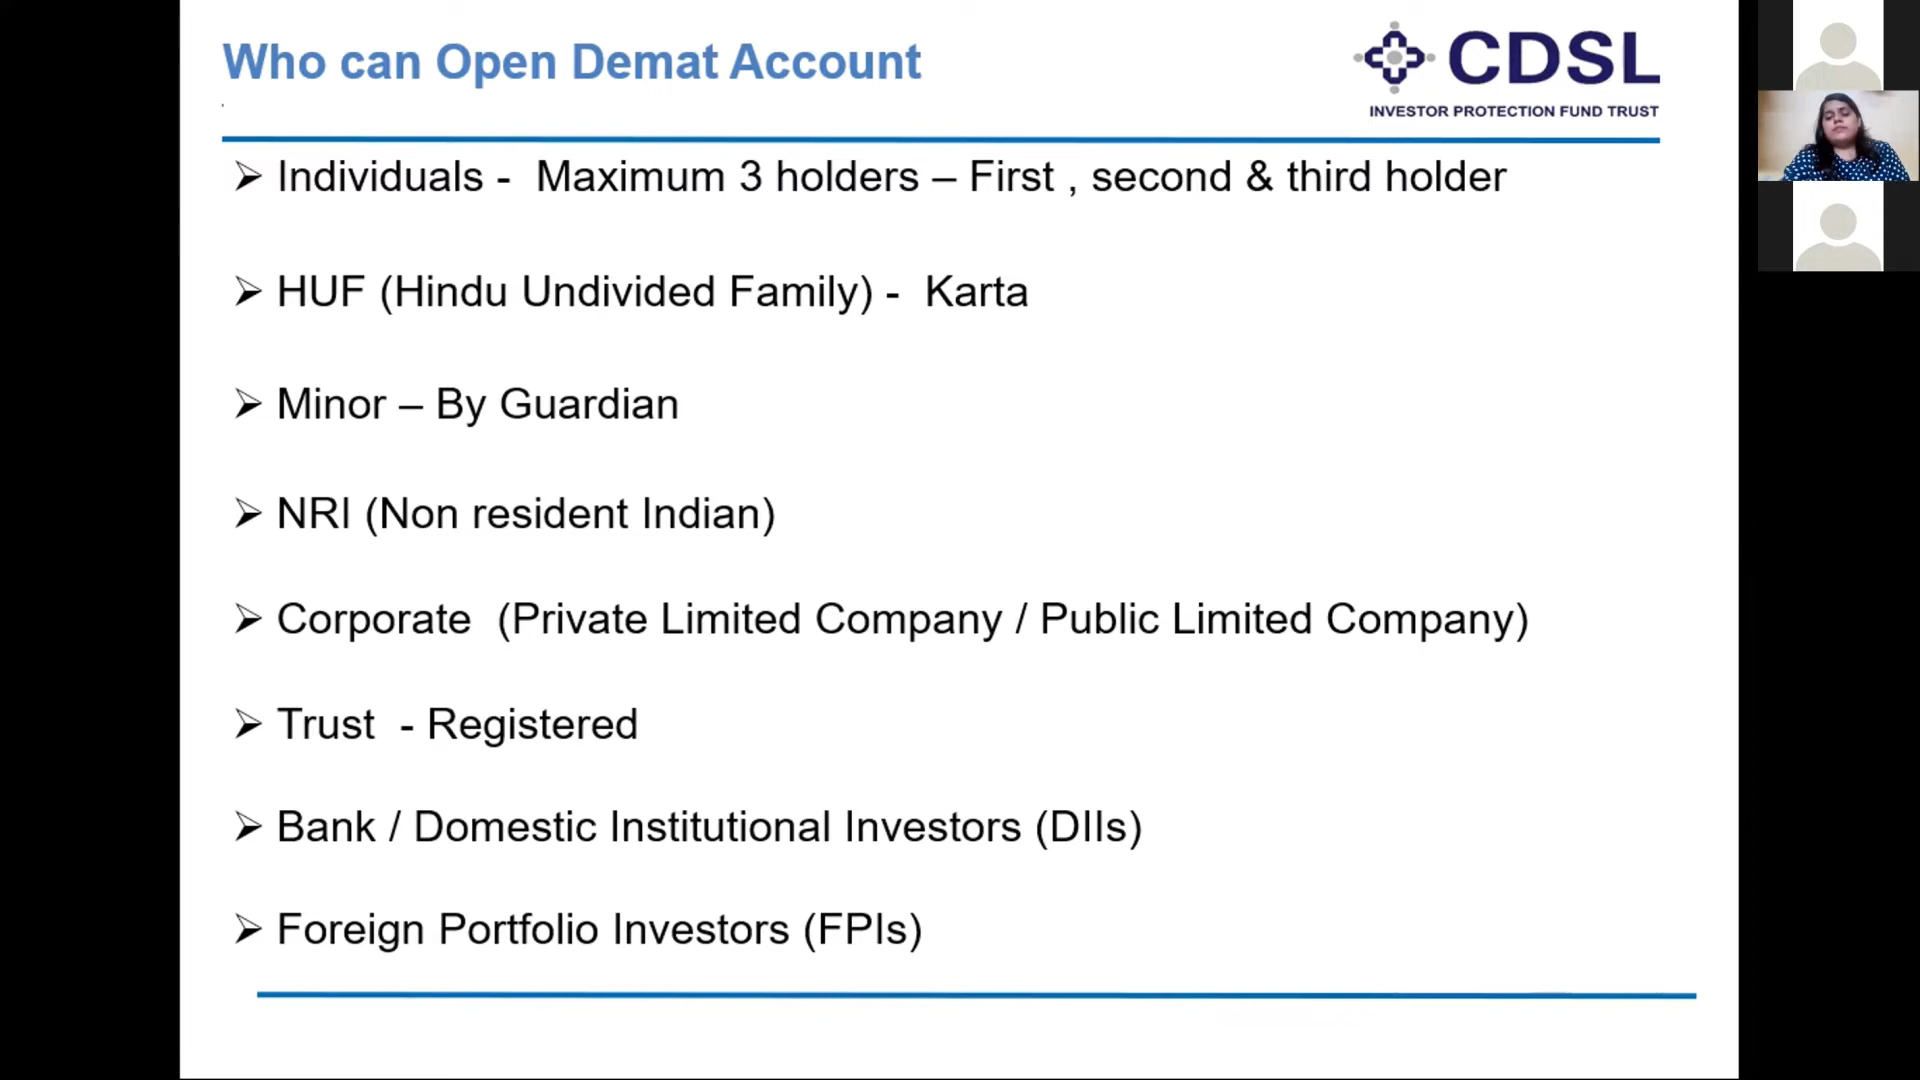 Who can Open Demat Account
CDSL
INVESTOR PROTECTION FUND TRUST
➢ Individuals -  Maximum 3 holders – First , second & third holder
➢ HUF (Hindu Undivided Family) -  Karta
➢ Minor – By Guardian
➢ NRI (Non resident Indian)
➢ Corporate  (Private Limited Company / Public Limited Company)
➢ Trust  - Registered
➢ Bank / Domestic Institutional Investors (DIIs)
➢ Foreign Portfolio Investors (FPIs)